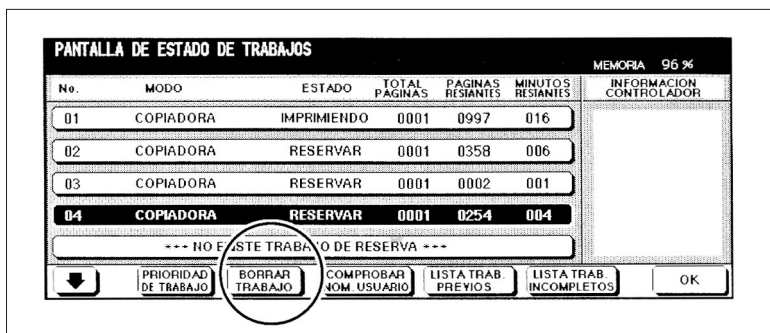 PANTALLA DE ESTADO DE TRABAJOS
MEMORIA 96 %
No. MODO ESTADO TOTAL PAGINAS PAGINAS RESTANTES MINUTOS RESTANTES INFORMACION CONTROLADOR
01 COPIADORA IMPRIMIENDO 0001 0997 016
02 COPIADORA RESERVAR 0001 0358 006
03 COPIADORA RESERVAR 0001 0002 001
04 COPIADORA RESERVAR 0001 0254 004
*** NO EXISTE TRABAJO DE RESERVA ***
PRIORIDAD DE TRABAJO BORRAR TRABAJO COMPROBAR NOM. USUARIO LISTA TRAB. PREVIOS LISTA TRAB. INCOMPLETOS OK